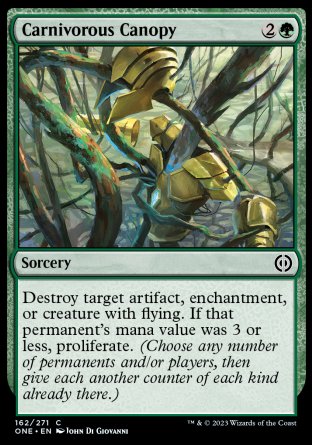 Carnivorous Canopy 2
Sorcery
Destroy target artifact, enchantment,
or creature with flying. If that
permanent's mana value was 3 or
less, proliferate. (Choose any number
of permanents and/or players, then
give each another counter of each kind
already there.)
162/271 C
ONE • EN John Di Giovanni
™ & © 2023 Wizards of the Coast